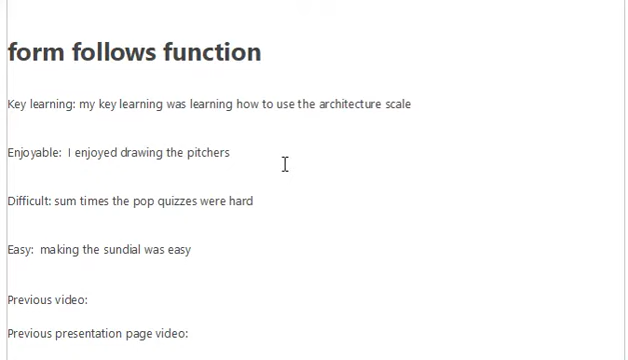 form follows function
Key learning: my key learning was learning how to use the architecture scale
Enjoyable:  I enjoyed drawing the pitchers
Difficult: sum times the pop quizzes were hard
Easy:  making the sundial was easy
Previous video:
Previous presentation page video: